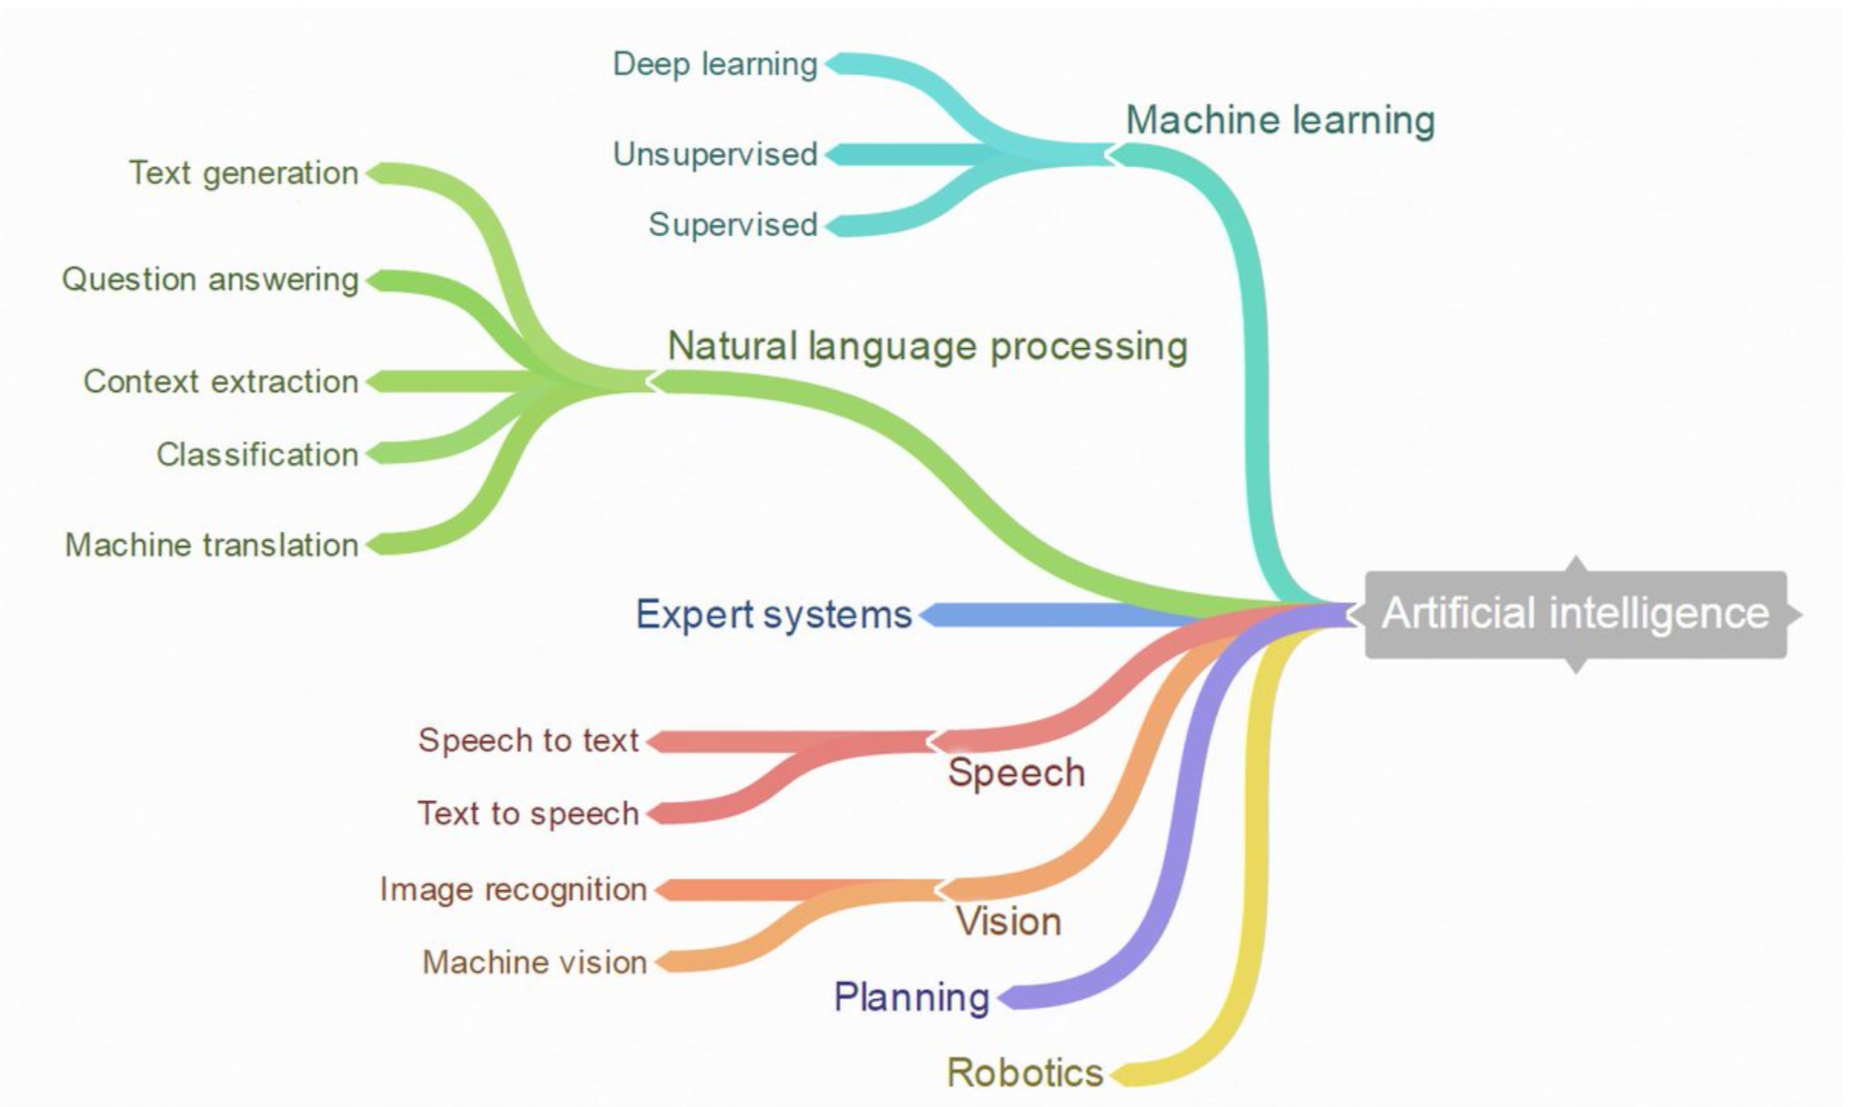 Deep learning
Machine learning
Unsupervised
Text generation
Supervised
Question answering
Natural language processing
Context extraction
Classification
Machine translation
Expert systems
Artificial intelligence
Speech to text
Speech
Text to speech
Image recognition
Vision
Machine vision
Planning
Robotics